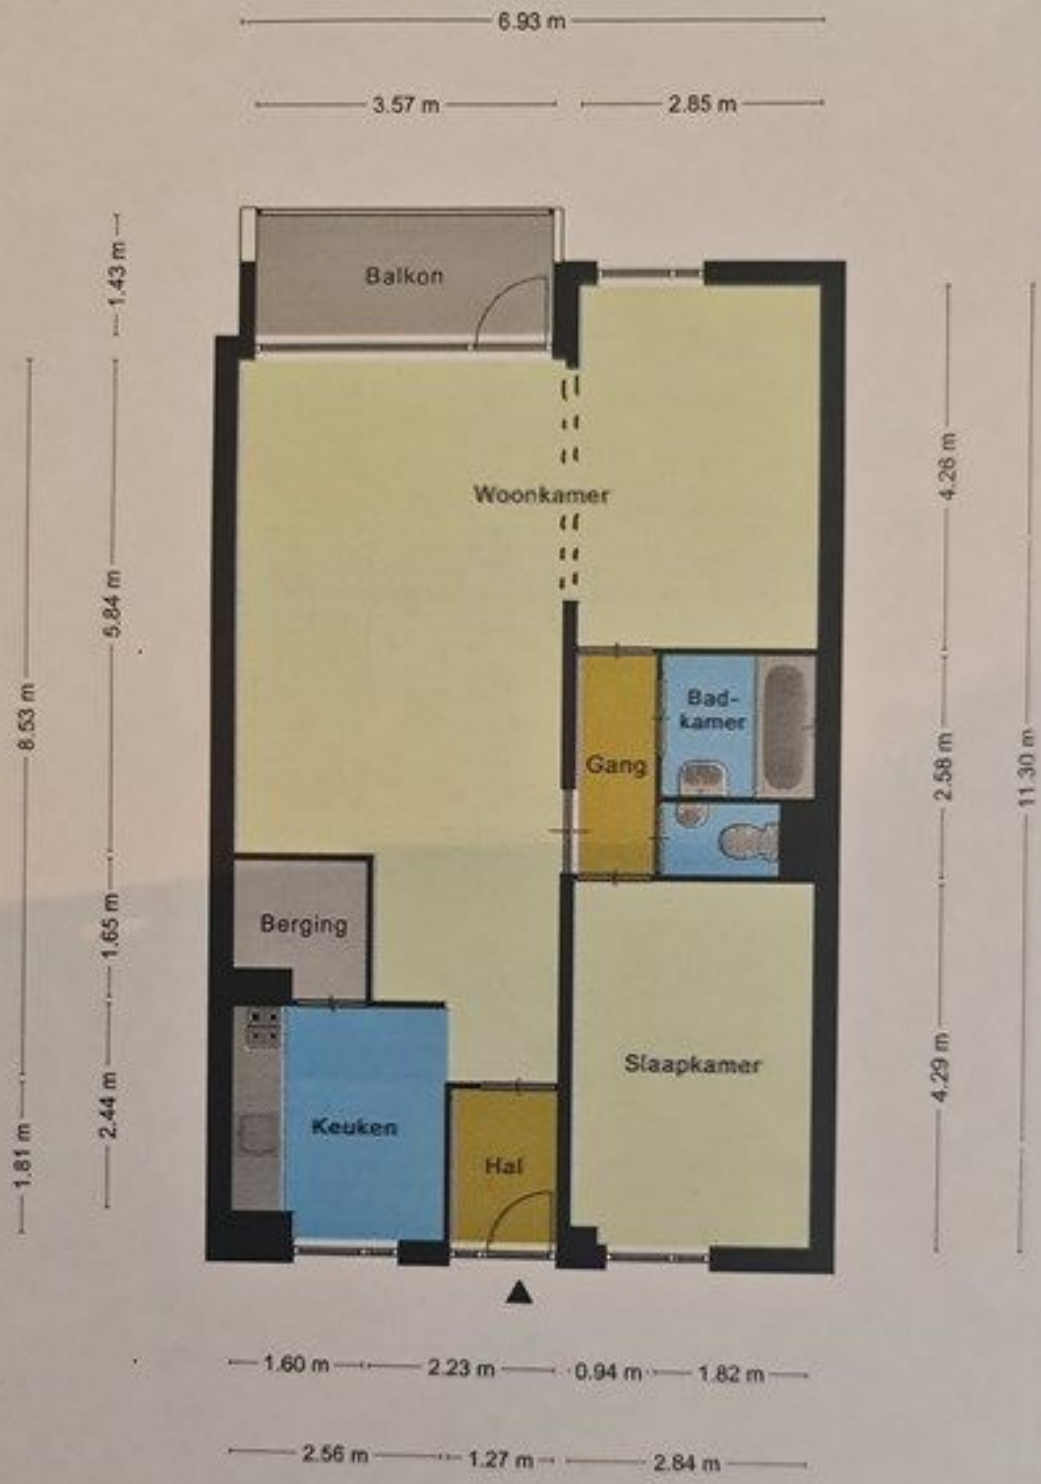 6.93 m
3.57 m
2.85 m
1.43 m
Balkon
4.26 m
Woonkamer
5.84 m
8.53 m
Bad-
kamer
Gang
2.58 m
11.30 m
Berging
1.65 m
Slaapkamer
4.29 m
Keuken
2.44 m
Hal
1.81 m
1.60 m
2.23 m
0.94 m
1.82 m
2.56 m
1.27 m
2.84 m